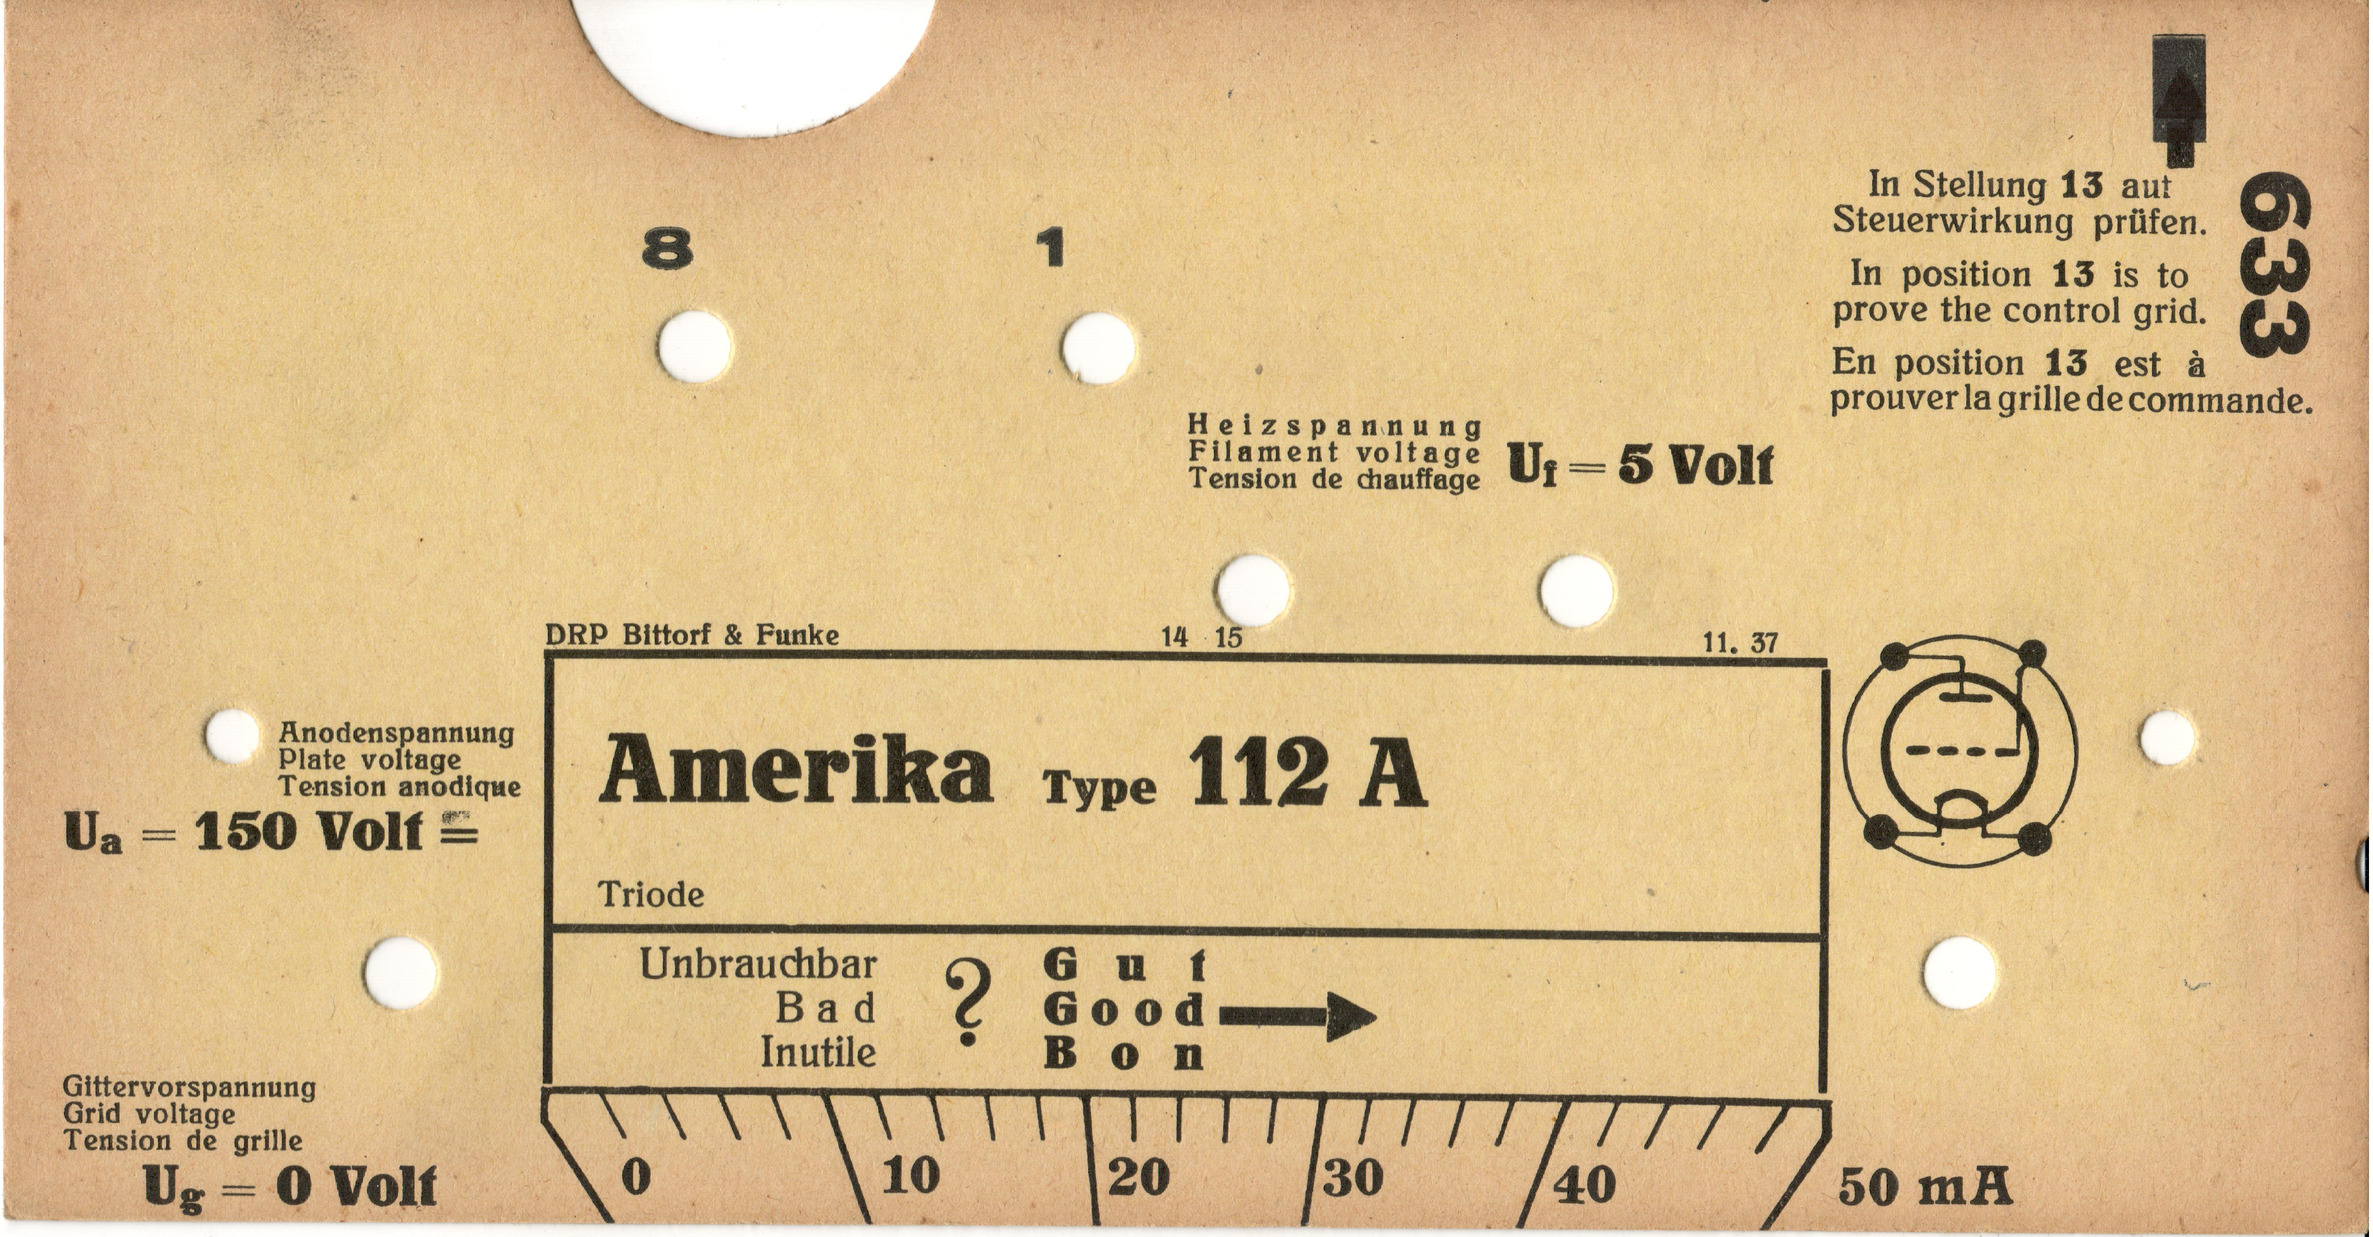 8
1
In Stellung 13 auf
Steuerwirkung prüfen.
In position 13 is to
prove the control grid.
En position 13 est à
prouver la grille de commande.
633
Heizspannung
Filament voltage
Tension de chauffage
Uf = 5 Volt
DRP Bittorf & Funke
14 15
11. 37
Anodenspannung
Plate voltage
Tension anodique
Ua = 150 Volt =
Amerika Type 112 A
Triode
Unbrauchbar
Bad
Inutile
?
Gut
Good
Bon
Gittervorspannung
Grid voltage
Tension de grille
Ug = 0 Volt
0 10 20 30 40 50 mA